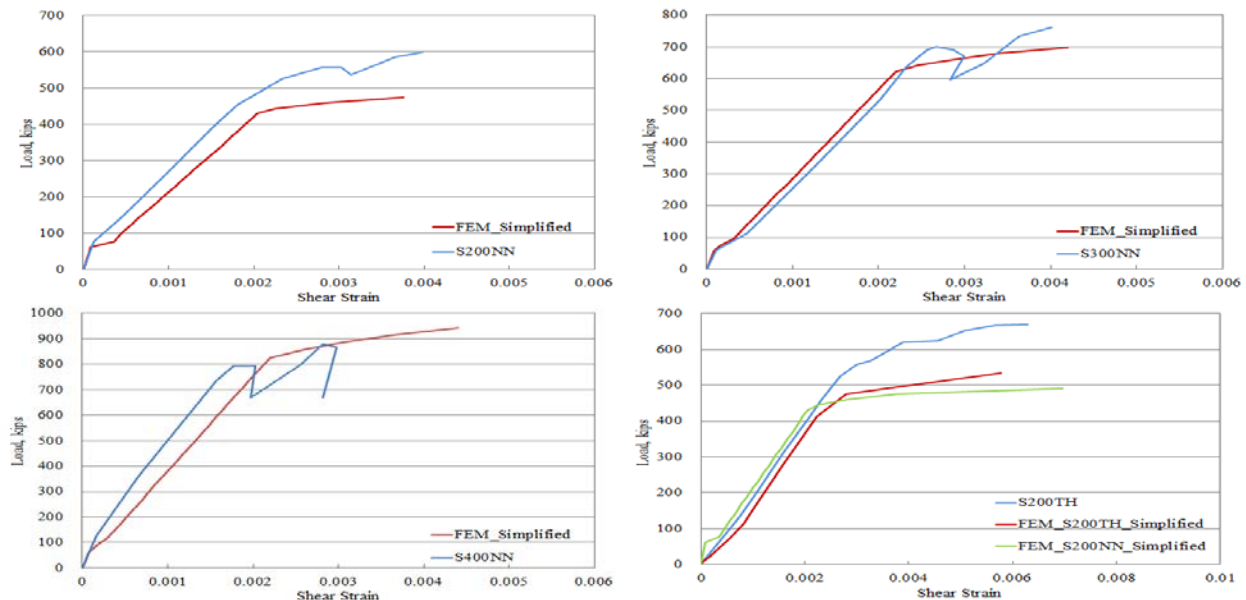 700
600
500
400
300
200
100
0
Load, kips
FEM_Simplified
S200NN
0 0.001 0.002 0.003 0.004 0.005 0.006
Shear Strain
800
700
600
500
400
300
200
100
0
Load, kips
FEM_Simplified
S300NN
0 0.001 0.002 0.003 0.004 0.005 0.006
Shear Strain
1000
900
800
700
600
500
400
300
200
100
0
Load, kips
FEM_Simplified
S400NN
0 0.001 0.002 0.003 0.004 0.005 0.006
Shear Strain
700
600
500
400
300
200
100
0
Load, kips
S200TH
FEM_S200TH_Simplified
FEM_S200NN_Simplified
0 0.002 0.004 0.006 0.008 0.01
Shear Strain